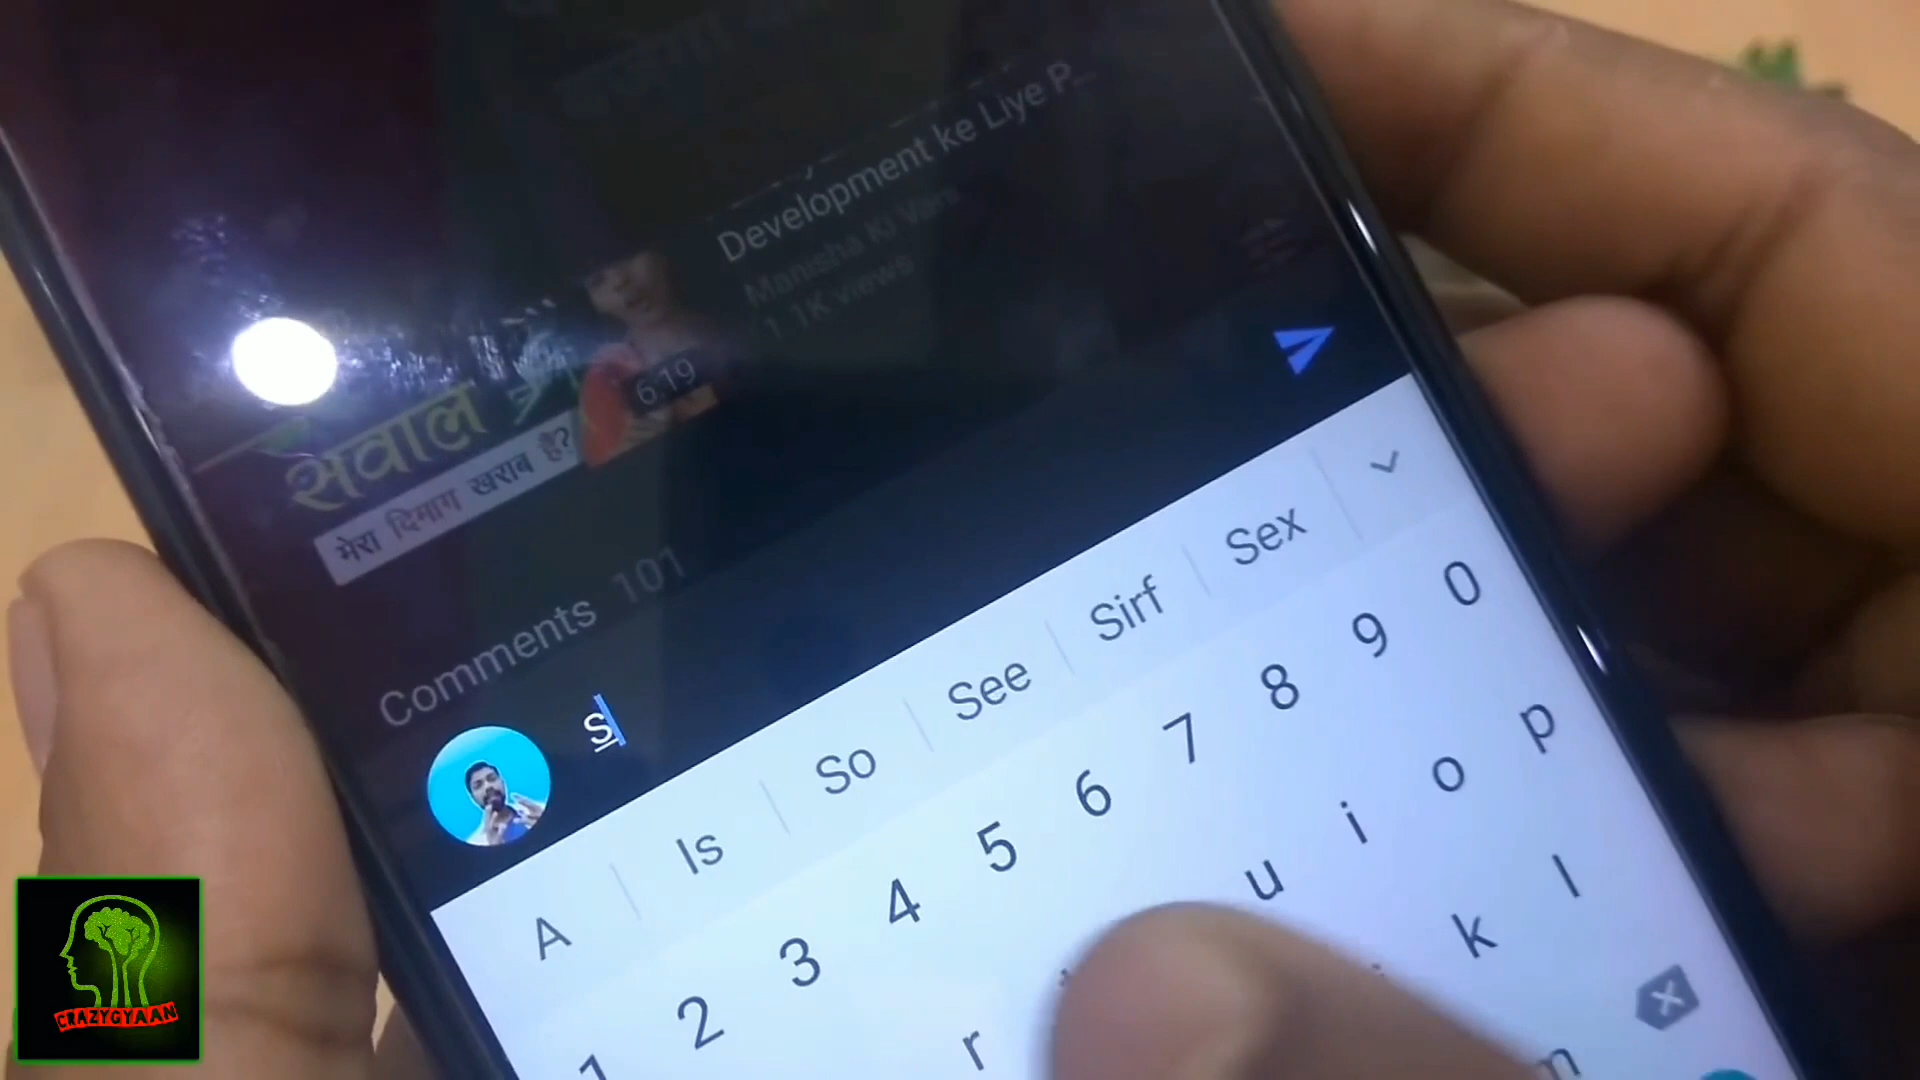 Development ke Liye P...
Manisha Ki Vani
1.1K views
6:19
सवाल
मेरा दिमाग खराब है?
Comments 101
s
A Is So See Sirf Sex
1 2 3 4 5 6 7 8 9 0
r u i o p
k l
m
CRAZYGYAAN